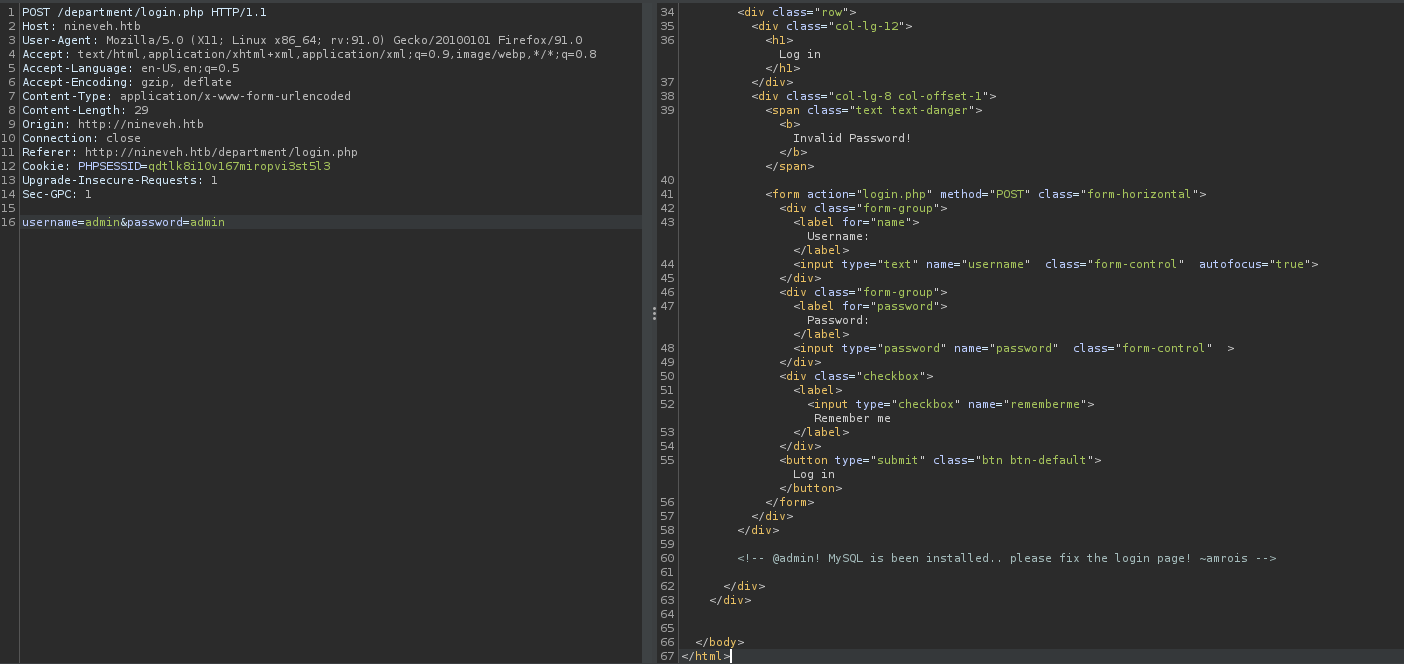 1 POST /department/login.php HTTP/1.1
2 Host: nineveh.htb
3 User-Agent: Mozilla/5.0 (X11; Linux x86_64; rv:91.0) Gecko/20100101 Firefox/91.0
4 Accept: text/html,application/xhtml+xml,application/xml;q=0.9,image/webp,*/*;q=0.8
5 Accept-Language: en-US,en;q=0.5
6 Accept-Encoding: gzip, deflate
7 Content-Type: application/x-www-form-urlencoded
8 Content-Length: 29
9 Origin: http://nineveh.htb
10 Connection: close
11 Referer: http://nineveh.htb/department/login.php
12 Cookie: PHPSESSID=qdtlk8i10v167miropvi3st5l3
13 Upgrade-Insecure-Requests: 1
14 Sec-GPC: 1
15
16 username=admin&password=admin
34 <div class="row">
35 <div class="col-lg-12">
36 <h1>
Log in
</h1>
37 </div>
38 <div class="col-lg-8 col-offset-1">
39 <span class="text text-danger">
<b>
Invalid Password!
</b>
</span>
40
41 <form action="login.php" method="POST" class="form-horizontal">
42 <div class="form-group">
43 <label for="name">
Username:
</label>
44 <input type="text" name="username"  class="form-control"  autofocus="true">
45 </div>
46 <div class="form-group">
47 <label for="password">
Password:
</label>
48 <input type="password" name="password"  class="form-control"  >
49 </div>
50 <div class="checkbox">
51 <label>
52 <input type="checkbox" name="rememberme">
Remember me
53 </label>
54 </div>
55 <button type="submit" class="btn btn-default">
Log in
</button>
56 </form>
57 </div>
58 </div>
59
60 <!-- @admin! MySQL is been installed.. please fix the login page! ~amrois -->
61
62 </div>
63 </div>
64
65
66 </body>
67 </html>